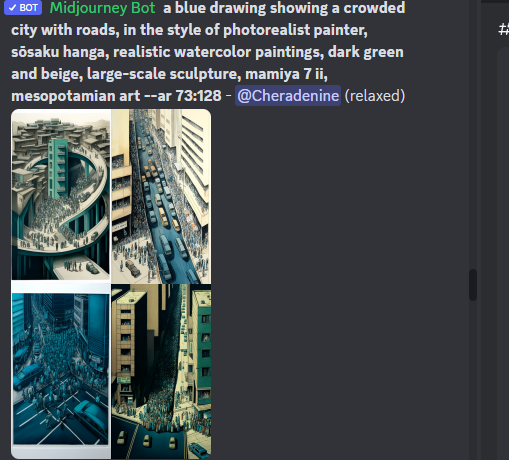 ✓ BOT Midjourney Bot a blue drawing showing a crowded
city with roads, in the style of photorealist painter,
sōsaku hanga, realistic watercolor paintings, dark green
and beige, large-scale sculpture, mamiya 7 ii,
mesopotamian art --ar 73:128 - @Cheradenine (relaxed)
#